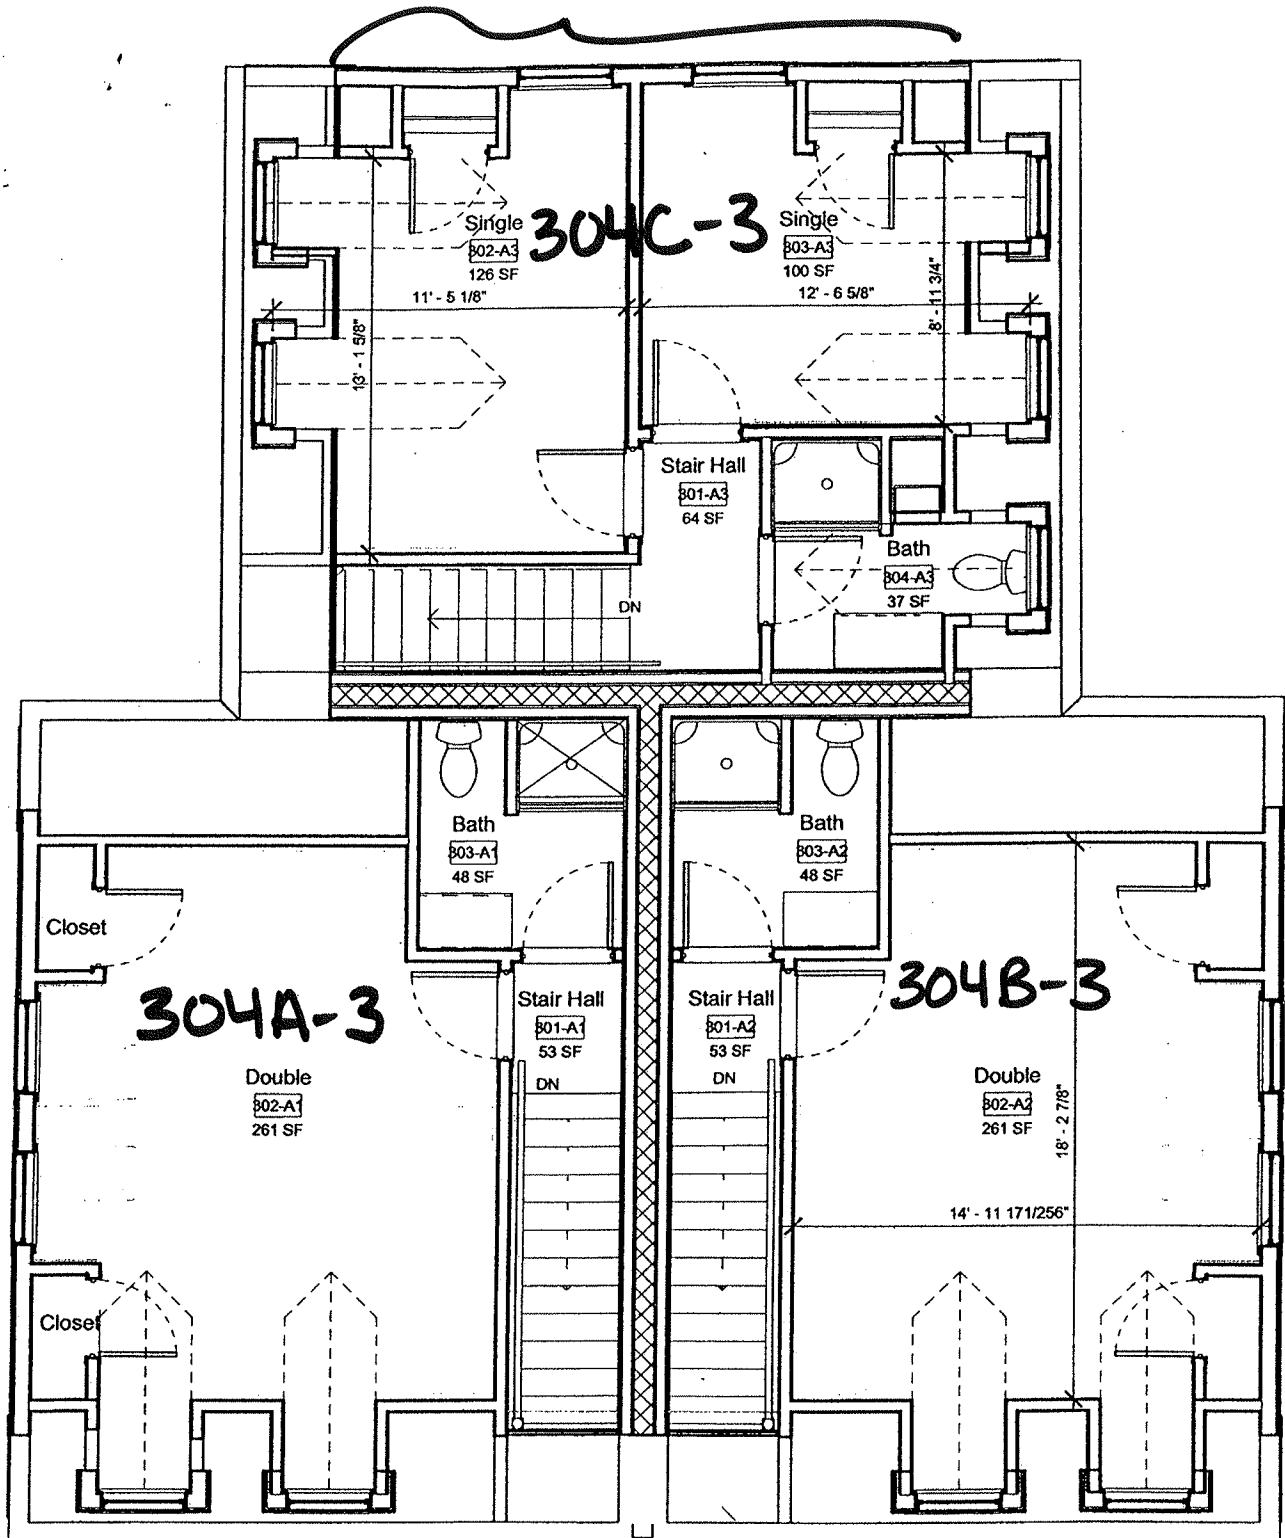 Single
302-A3
126 SF
304C-3
Single
303-A3
100 SF
11' - 5 1/8"
12' - 6 5/8"
8' - 11 3/4"
13' - 1 5/8"
Stair Hall
301-A3
64 SF
Bath
304-A3
37 SF
DN
Bath
303-A1
48 SF
Bath
303-A2
48 SF
Closet
304A-3
Stair Hall
301-A1
53 SF
DN
Stair Hall
301-A2
53 SF
DN
304B-3
Double
302-A1
261 SF
Double
302-A2
261 SF
18' - 2 7/8"
14' - 11 171/256"
Closet